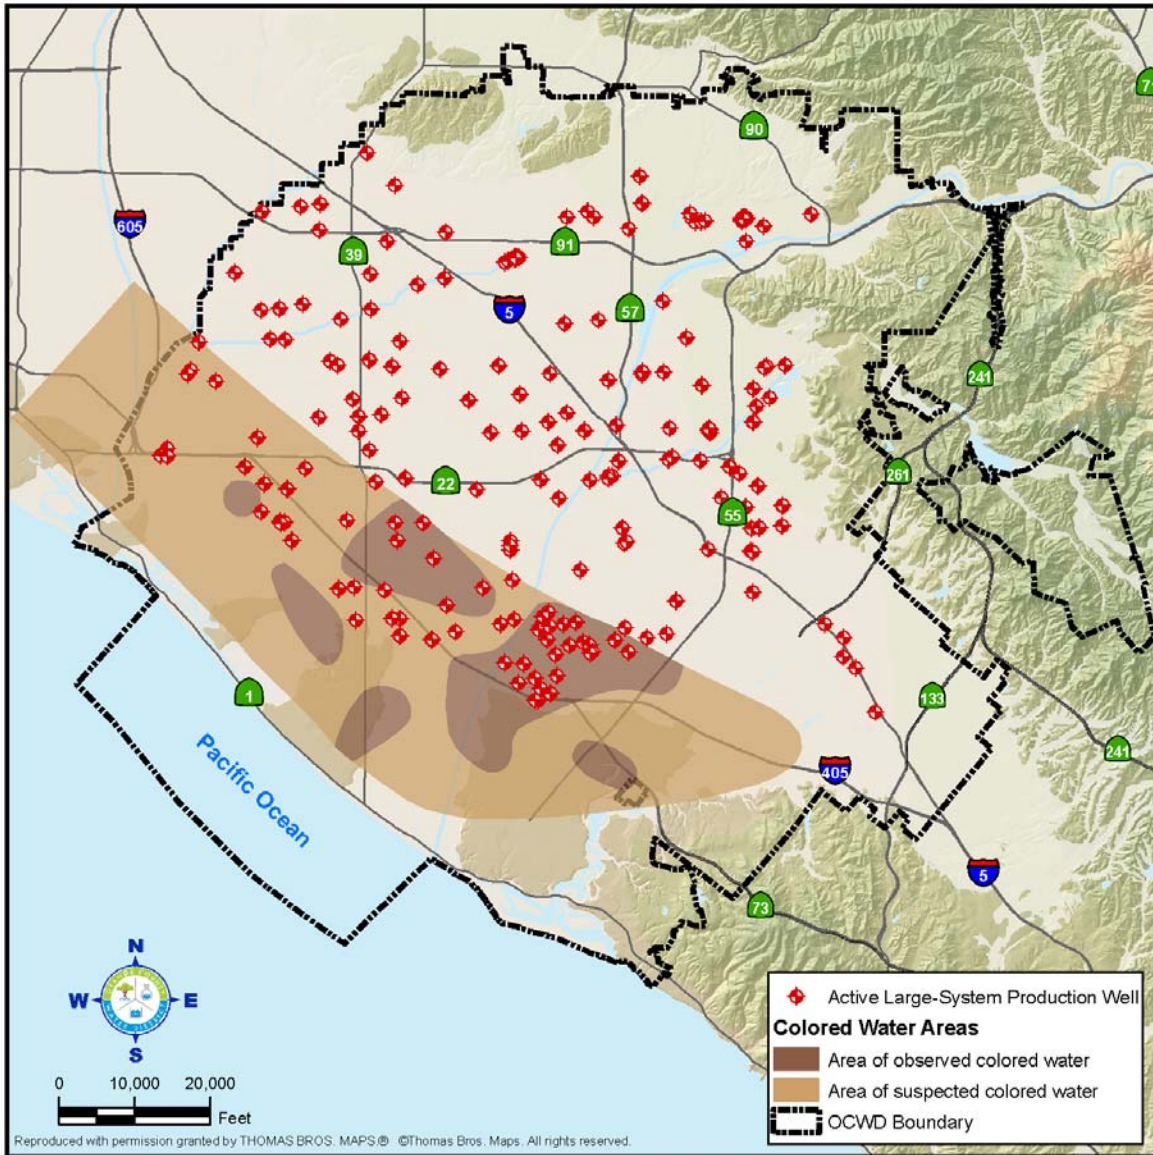 7
90
605
39
91
5
57
241
261
22
55
1
133
241
405
5
73
Pacific Ocean
N
W E
S
0 10,000 20,000
Feet
Active Large-System Production Well
Colored Water Areas
Area of observed colored water
Area of suspected colored water
OCWD Boundary
Reproduced with permission granted by THOMAS BROS. MAPS ® ©Thomas Bros. Maps. All rights reserved.